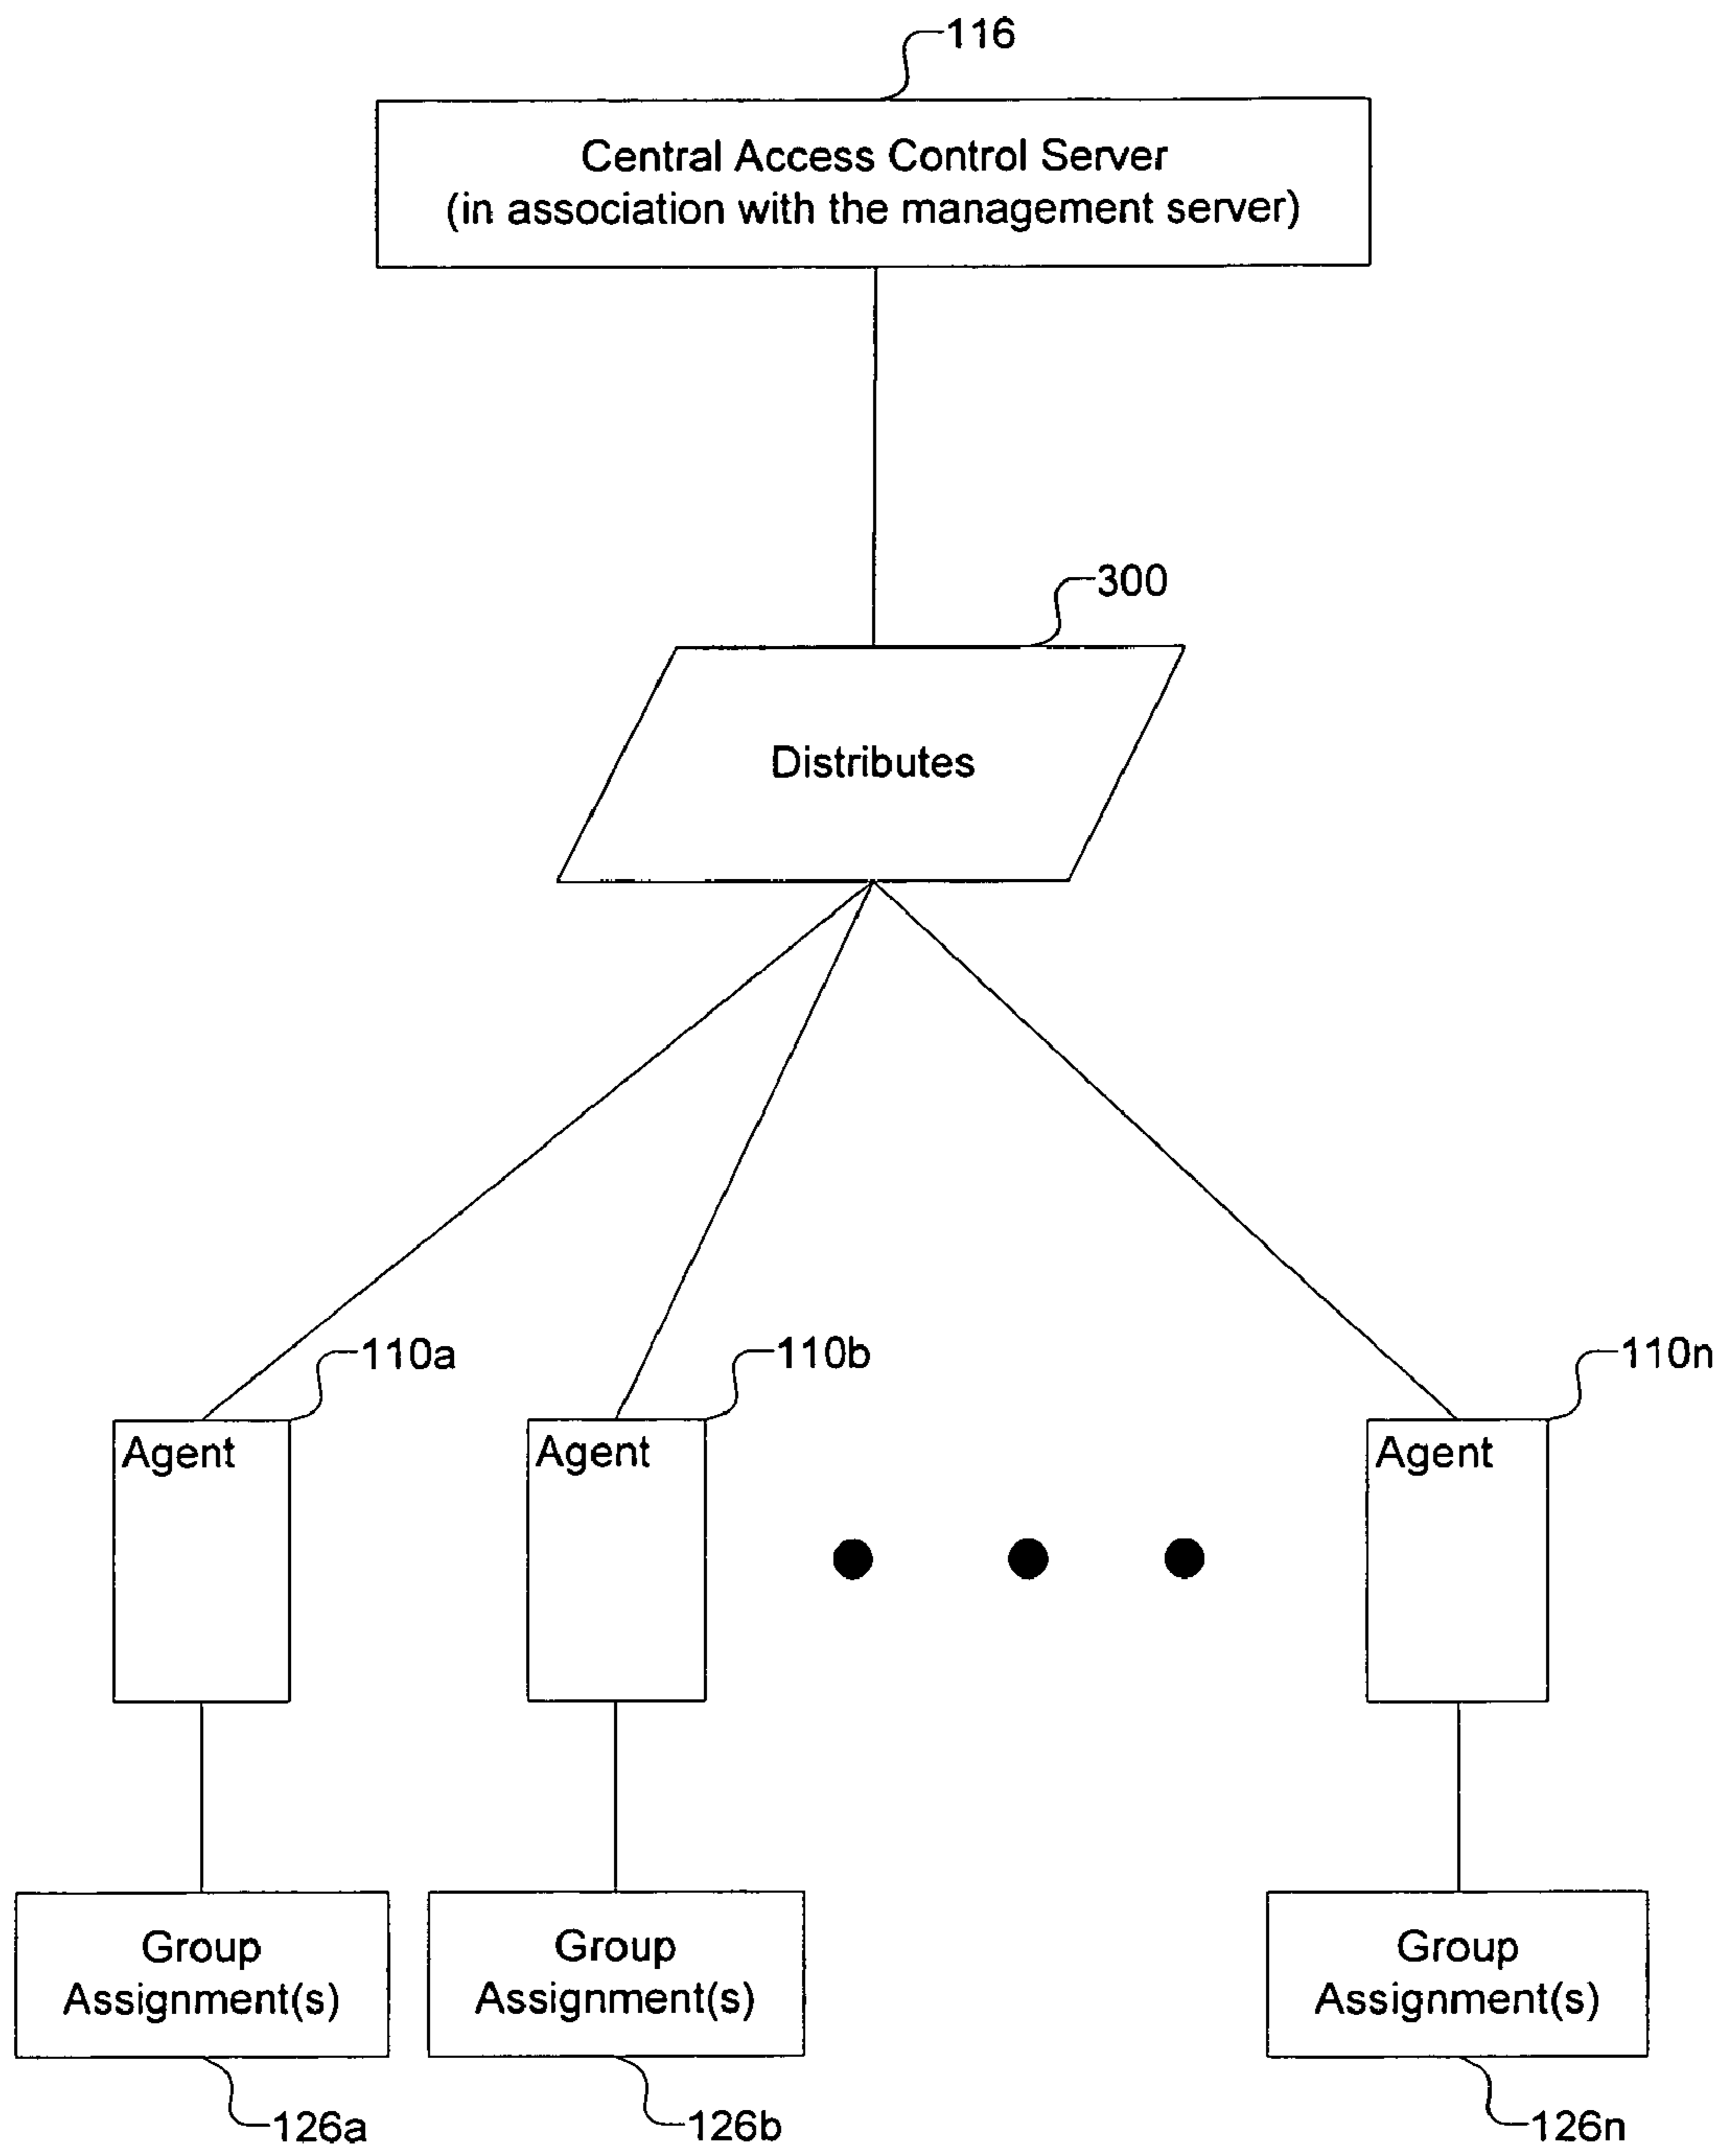 116
Central Access Control Server
(in association with the management server)
300
Distributes
110a
110b
110n
Agent
Agent
Agent
Group
Assignment(s)
Group
Assignment(s)
Group
Assignment(s)
126a
126b
126n